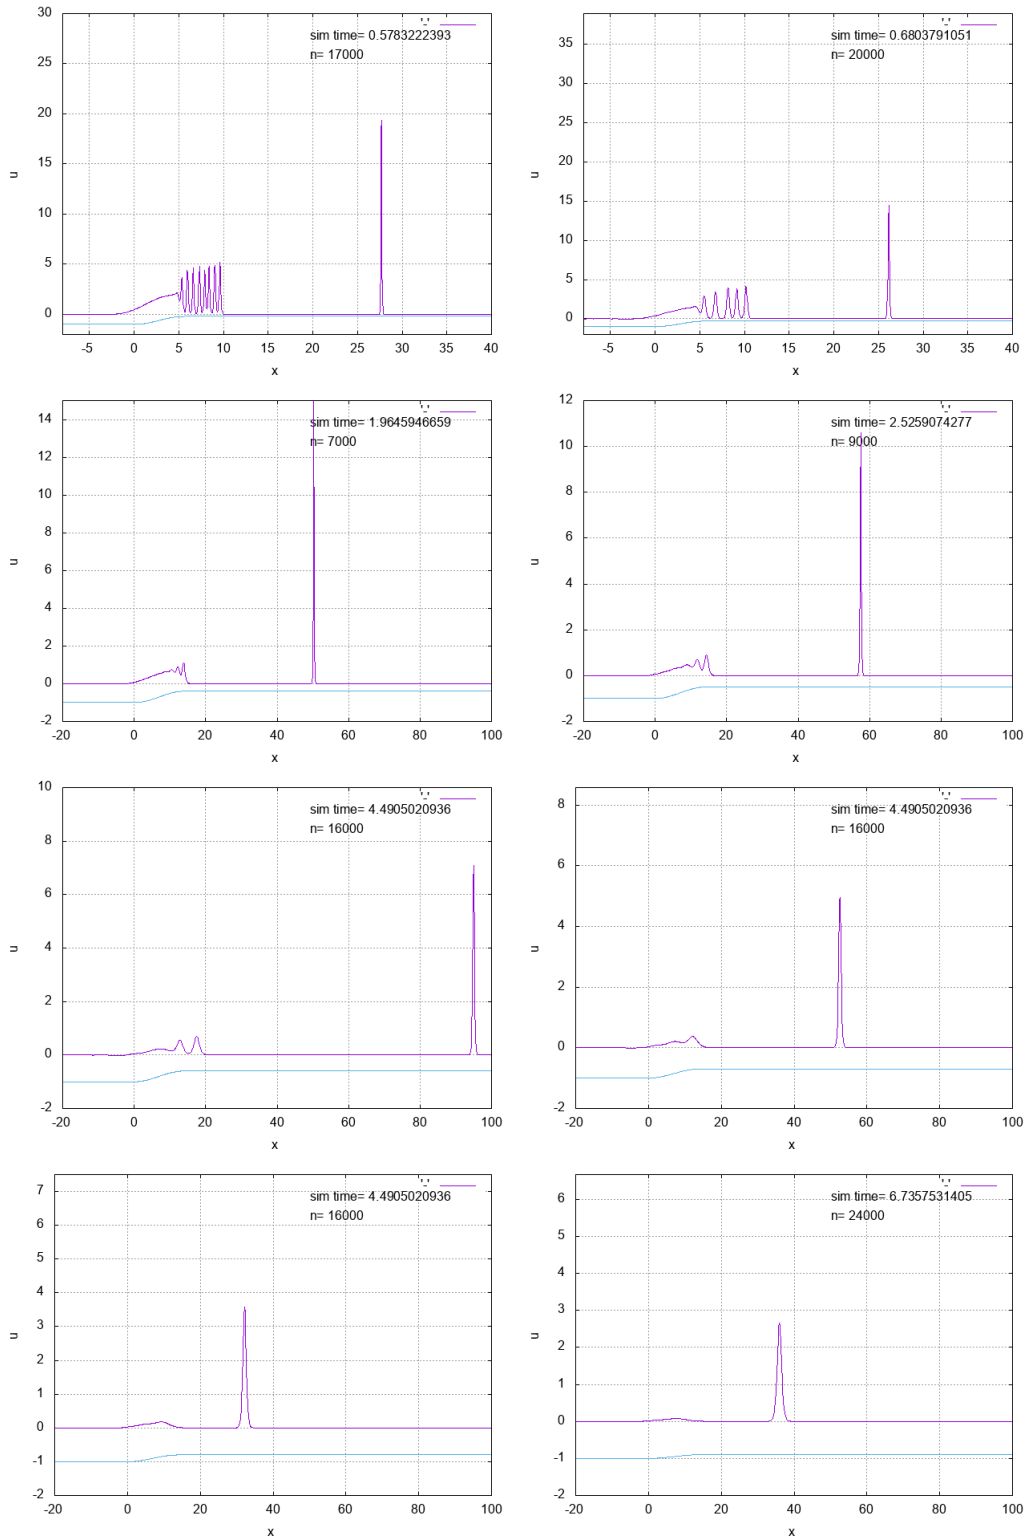 30
'-'
sim time= 0.5783222393
n= 17000
25
20
15
u
10
5
0
-5 0 5 10 15 20 25 30 35 40
x
'-'
sim time= 0.6803791051
n= 20000
35
30
25
20
u
15
10
5
0
-5 0 5 10 15 20 25 30 35 40
x
'-'
sim time= 1.9645946659
n= 7000
14
12
10
8
u
6
4
2
0
-2
-20 0 20 40 60 80 100
x
12
'-'
sim time= 2.5259074277
n= 9000
10
8
6
u
4
2
0
-2
-20 0 20 40 60 80 100
x
10
'-'
sim time= 4.4905020936
n= 16000
8
6
u
4
2
0
-2
-20 0 20 40 60 80 100
x
'-'
sim time= 4.4905020936
n= 16000
8
6
4
u
2
0
-2
-20 0 20 40 60 80 100
x
'-'
sim time= 4.4905020936
n= 16000
7
6
5
4
3
u
2
1
0
-1
-2
-20 0 20 40 60 80 100
x
'-'
sim time= 6.7357531405
n= 24000
6
5
4
3
u
2
1
0
-1
-2
-20 0 20 40 60 80 100
x